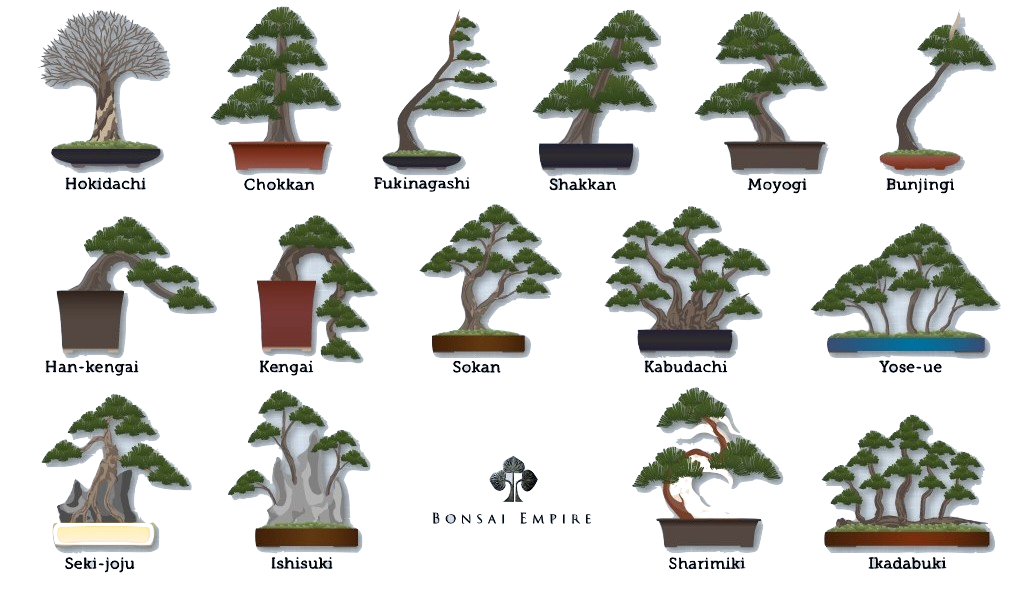 Hokidachi
Chokkan
Fukinagashi
Shakkan
Moyogi
Bunjingi
Han-kengai
Kengai
Sokan
Kabudachi
Yose-ue
Seki-joju
Ishisuki
BONSAI EMPIRE
Sharimiki
Ikadabuki